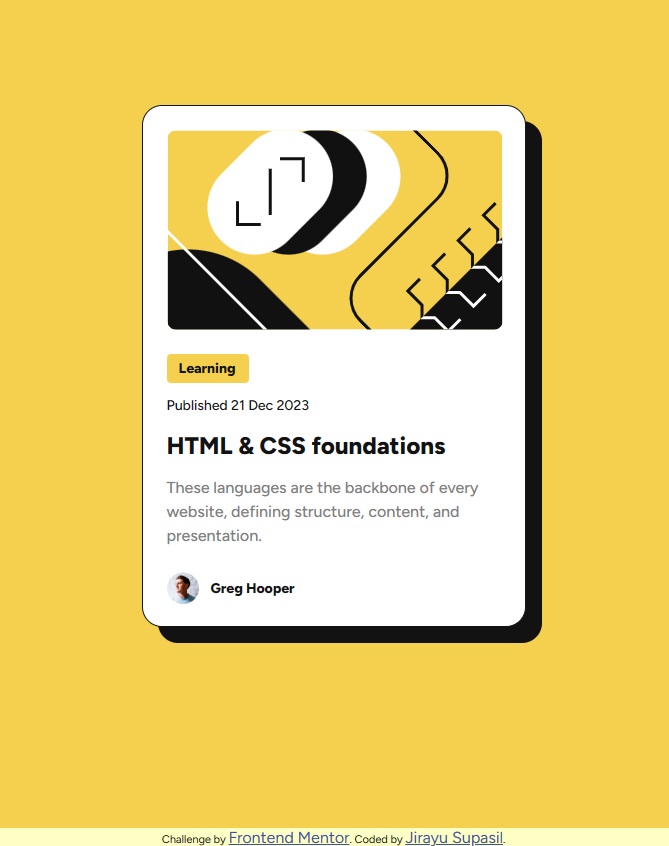 Learning
Published 21 Dec 2023
HTML & CSS foundations
These languages are the backbone of every
website, defining structure, content, and
presentation.
Greg Hooper
Challenge by Frontend Mentor. Coded by Jirayu Supasil.